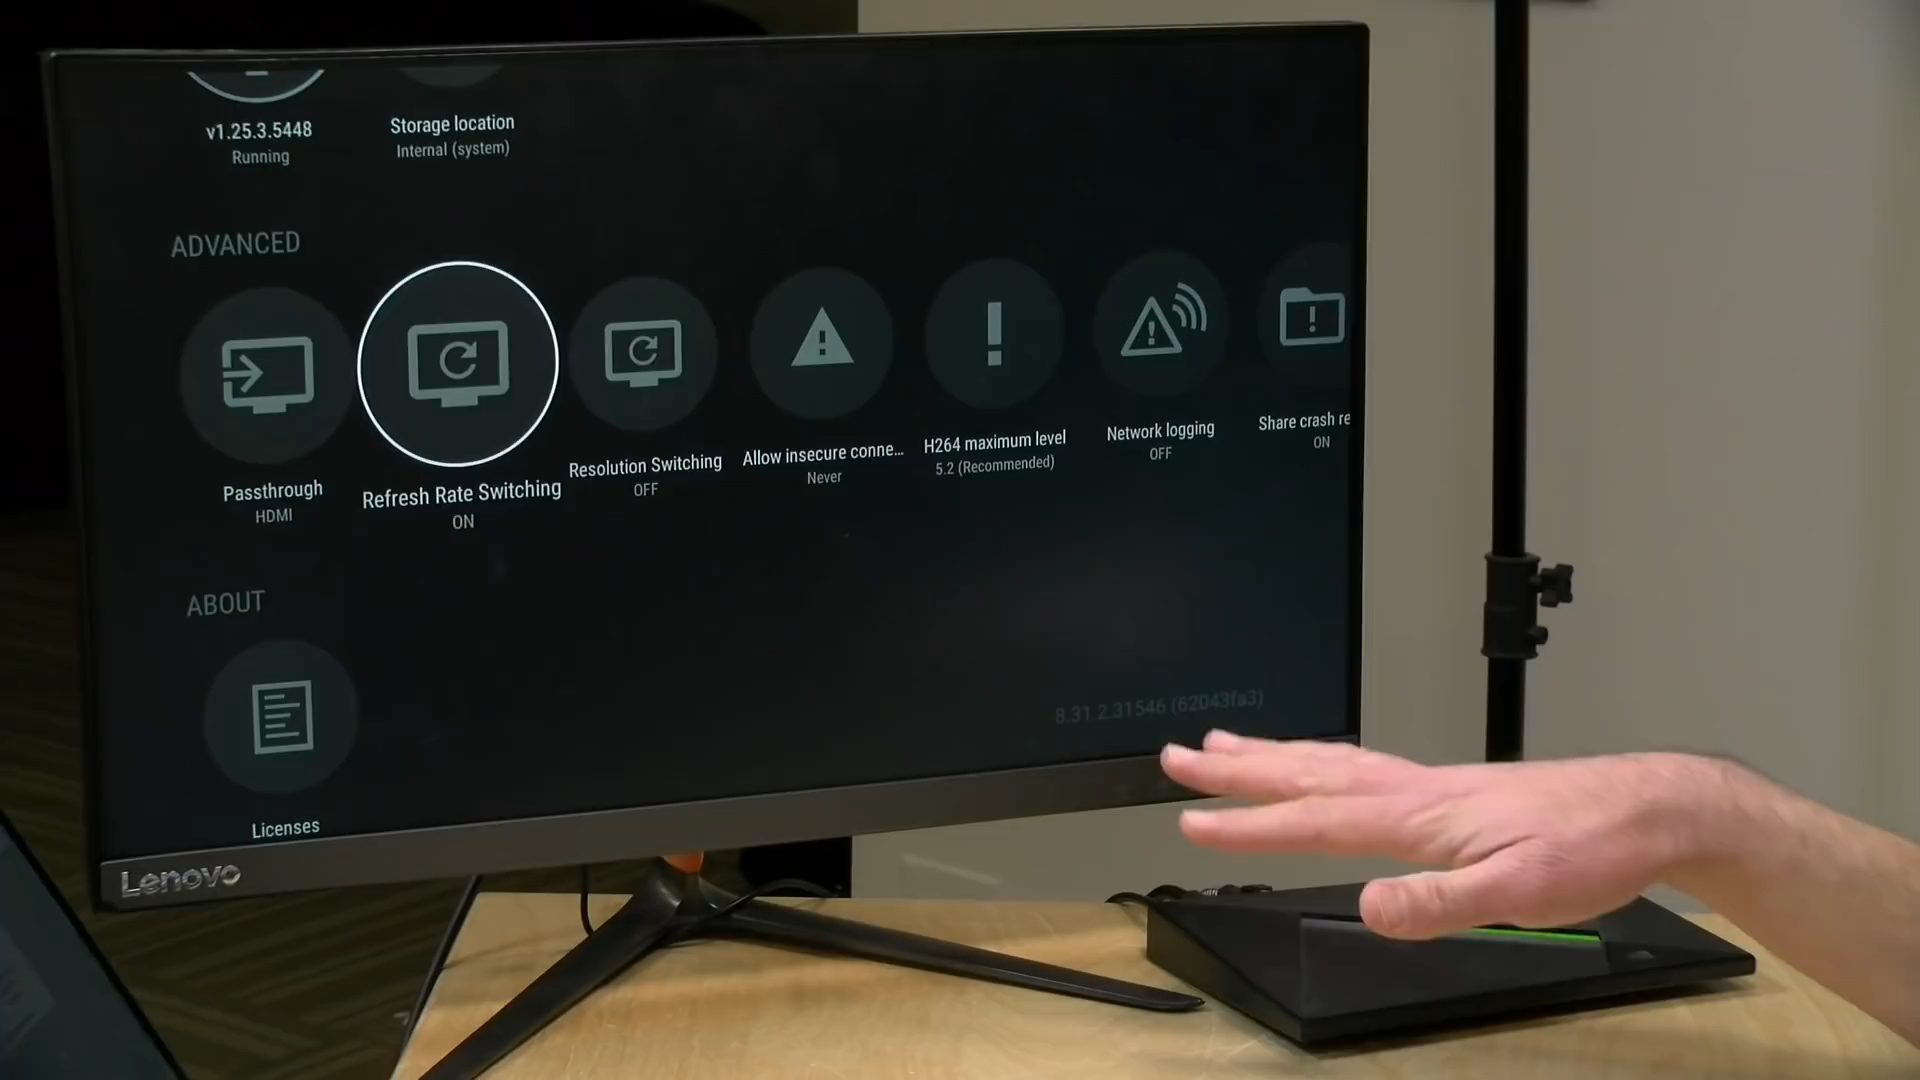 v1.25.3.5448
Running
Storage location
Internal (system)
ADVANCED
Passthrough
HDMI
Refresh Rate Switching
ON
Resolution Switching
OFF
Allow insecure conne...
Never
H264 maximum level
5.2 (Recommended)
Network logging
OFF
Share crash re
ON
ABOUT
Licenses
8.31.2.31546 (62043fa3)
Lenovo